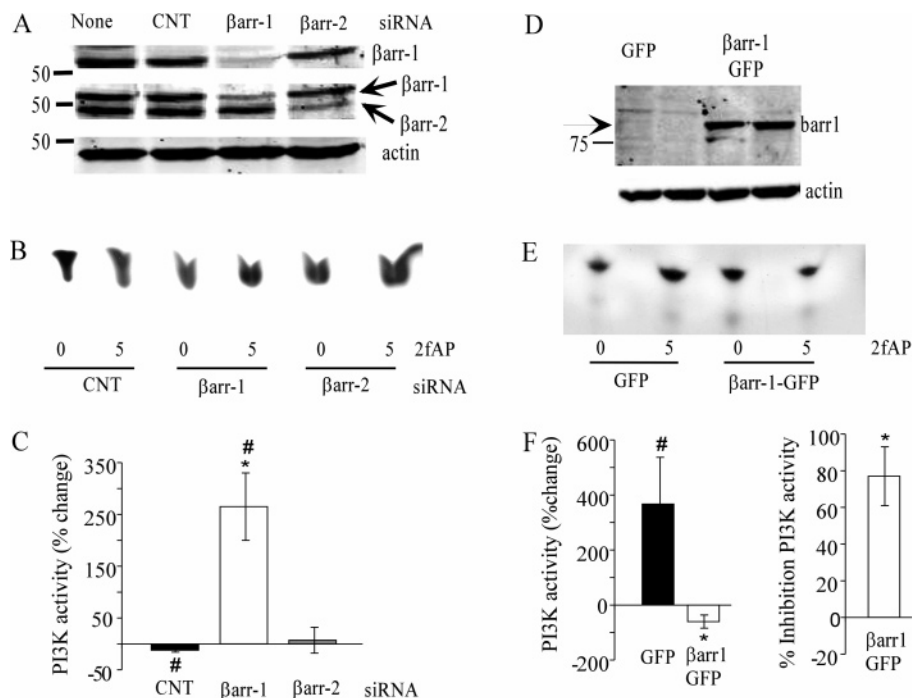 A
None CNT βarr-1 βarr-2 siRNA
βarr-1
50
βarr-1
50
βarr-2
50
actin
B
0 5 0 5 0 5 2fAP
CNT βarr-1 βarr-2 siRNA
C
PI3K activity (% change)
350
250
150
50
-50
#
#
*
CNT βarr-1 βarr-2 siRNA
D
GFP βarr-1
GFP
barr1
75
actin
E
0 5 0 5 2fAP
GFP βarr-1-GFP
F
PI3K activity (%change)
600
400
200
0
-200
#
*
GFP βarr1
GFP
% Inhibition PI3K activity
100
80
60
40
20
0
-20
*
βarr1
GFP